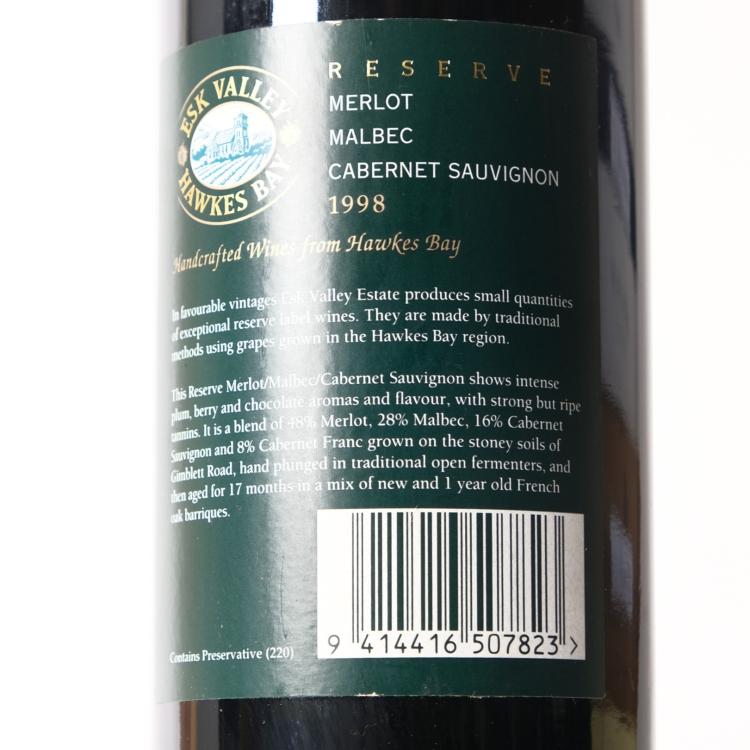 ESK VALLEY
HAWKES BAY
RESERVE
MERLOT
MALBEC
CABERNET SAUVIGNON
1998
Handcrafted Wines from Hawkes Bay
In favourable vintages Esk Valley Estate produces small quantities
of exceptional reserve label wines. They are made by traditional
methods using grapes grown in the Hawkes Bay region.
This Reserve Merlot/Malbec/Cabernet Sauvignon shows intense
plum, berry and chocolate aromas and flavour, with strong but ripe
tannins. It is a blend of 48% Merlot, 28% Malbec, 16% Cabernet
Sauvignon and 8% Cabernet Franc grown on the stoney soils of
Gimblett Road, hand plunged in traditional open fermenters, and
then aged for 17 months in a mix of new and 1 year old French
oak barriques.
Contains Preservative (220)
9 414416 507823 >